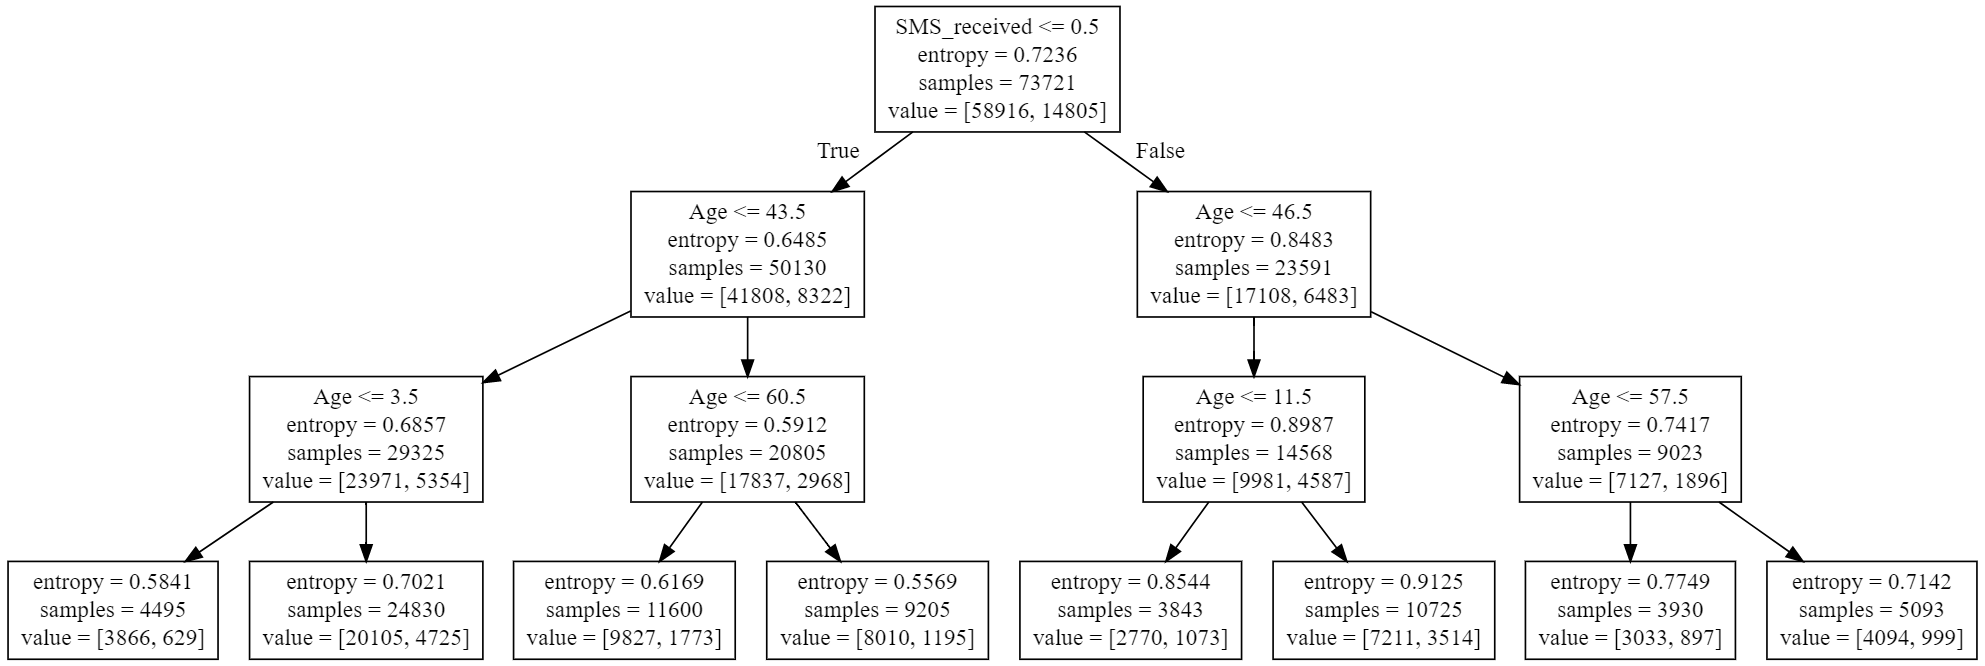 SMS_received <= 0.5
entropy = 0.7236
samples = 73721
value = [58916, 14805]
True
False
Age <= 43.5
entropy = 0.6485
samples = 50130
value = [41808, 8322]
Age <= 46.5
entropy = 0.8483
samples = 23591
value = [17108, 6483]
Age <= 3.5
entropy = 0.6857
samples = 29325
value = [23971, 5354]
Age <= 60.5
entropy = 0.5912
samples = 20805
value = [17837, 2968]
Age <= 11.5
entropy = 0.8987
samples = 14568
value = [9981, 4587]
Age <= 57.5
entropy = 0.7417
samples = 9023
value = [7127, 1896]
entropy = 0.5841
samples = 4495
value = [3866, 629]
entropy = 0.7021
samples = 24830
value = [20105, 4725]
entropy = 0.6169
samples = 11600
value = [9827, 1773]
entropy = 0.5569
samples = 9205
value = [8010, 1195]
entropy = 0.8544
samples = 3843
value = [2770, 1073]
entropy = 0.9125
samples = 10725
value = [7211, 3514]
entropy = 0.7749
samples = 3930
value = [3033, 897]
entropy = 0.7142
samples = 5093
value = [4094, 999]